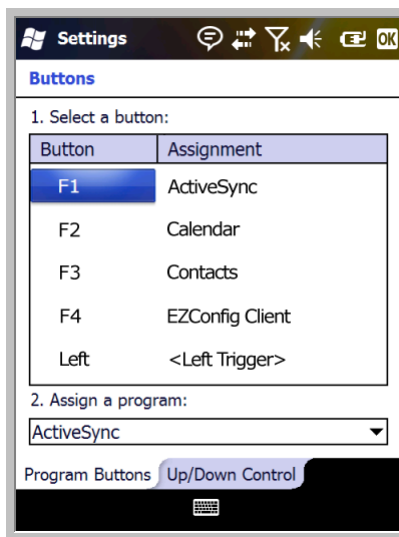 Settings OK
Buttons
1. Select a button:
Button Assignment
F1 ActiveSync
F2 Calendar
F3 Contacts
F4 EZConfig Client
Left <Left Trigger>
2. Assign a program:
ActiveSync
Program Buttons Up/Down Control